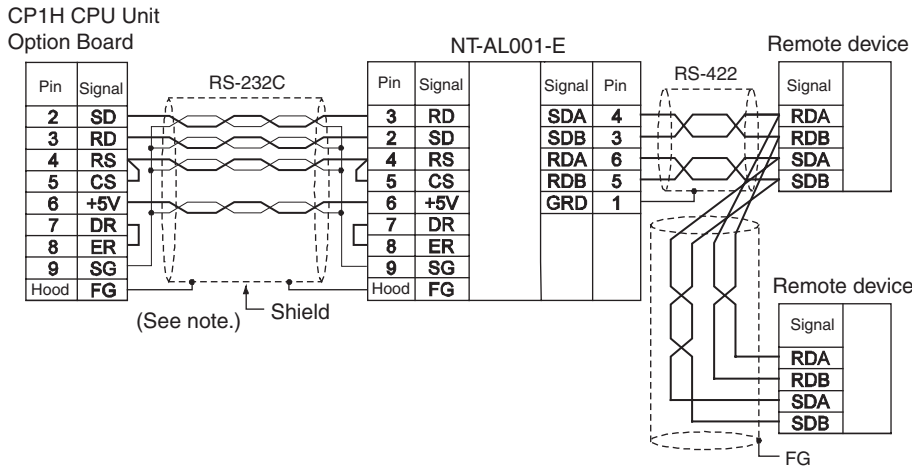 CP1H CPU Unit
Option Board
NT-AL001-E
Remote device
Pin Signal
RS-232C
Pin Signal
Signal Pin
RS-422
Signal
2 SD
3 RD
SDA 4
RDA
3 RD
2 SD
SDB 3
RDB
4 RS
4 RS
RDA 6
SDA
5 CS
5 CS
RDB 5
SDB
6 +5V
6 +5V
GRD 1
7 DR
7 DR
8 ER
8 ER
9 SG
9 SG
Hood FG
Hood FG
(See note.)
Shield
Remote device
Signal
RDA
RDB
SDA
SDB
FG